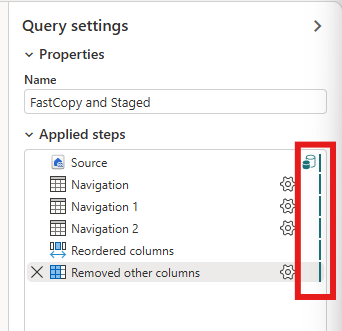 Query settings
Properties
Name
FastCopy and Staged
Applied steps
Source
Navigation
Navigation 1
Navigation 2
Reordered columns
Removed other columns